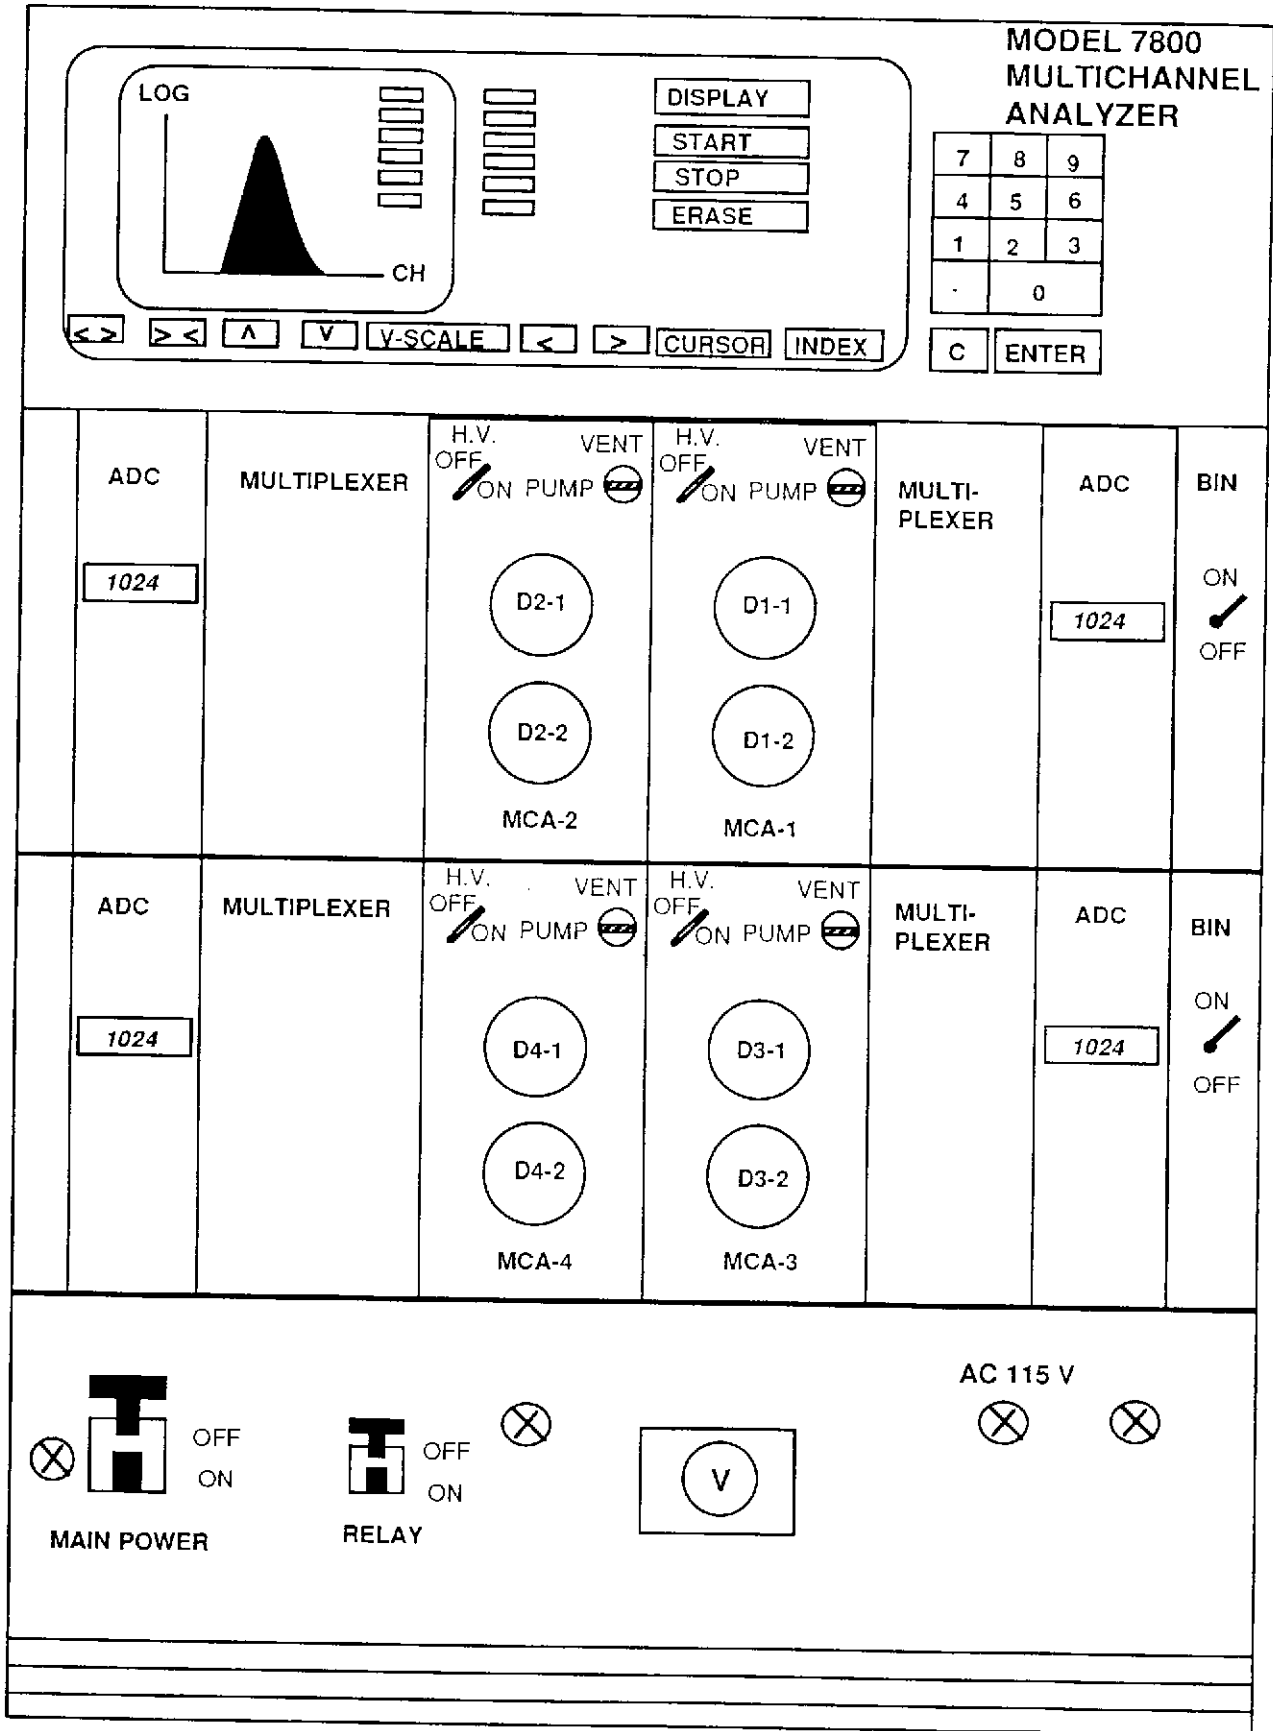 MODEL 7800
MULTICHANNEL
ANALYZER
LOG
CH
DISPLAY
START
STOP
ERASE
7 8 9
4 5 6
1 2 3
. 0
C ENTER
< > > < ^ V V-SCALE < > CURSOR INDEX
ADC
1024
MULTIPLEXER
H.V. VENT
OFF
ON PUMP
D2-1
D2-2
MCA-2
H.V. VENT
OFF
ON PUMP
D1-1
D1-2
MCA-1
MULTI-
PLEXER
ADC
1024
BIN
ON
OFF
ADC
1024
MULTIPLEXER
H.V. VENT
OFF
ON PUMP
D4-1
D4-2
MCA-4
H.V. VENT
OFF
ON PUMP
D3-1
D3-2
MCA-3
MULTI-
PLEXER
ADC
1024
BIN
ON
OFF
OFF
ON
MAIN POWER
OFF
ON
RELAY
V
AC 115 V